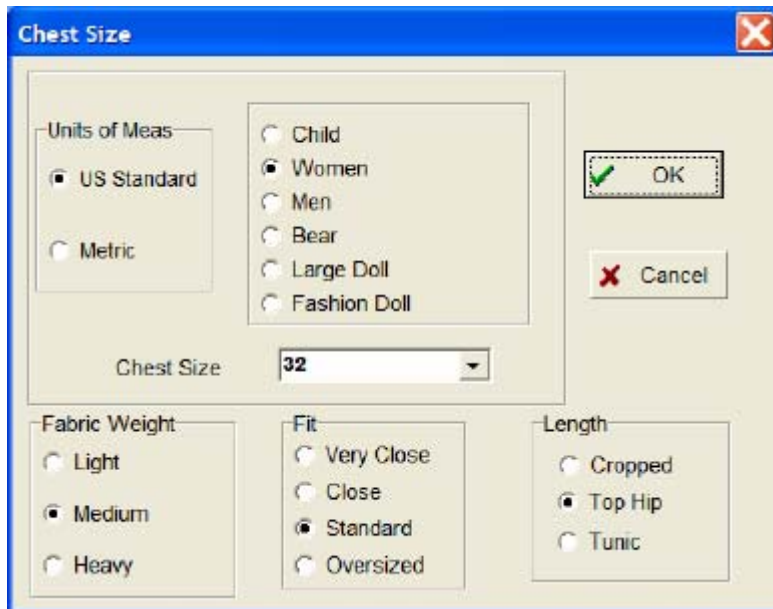 Chest Size
Units of Meas
US Standard
Metric
Child
Women
Men
Bear
Large Doll
Fashion Doll
OK
Cancel
Chest Size
32
Fabric Weight
Light
Medium
Heavy
Fit
Very Close
Close
Standard
Oversized
Length
Cropped
Top Hip
Tunic